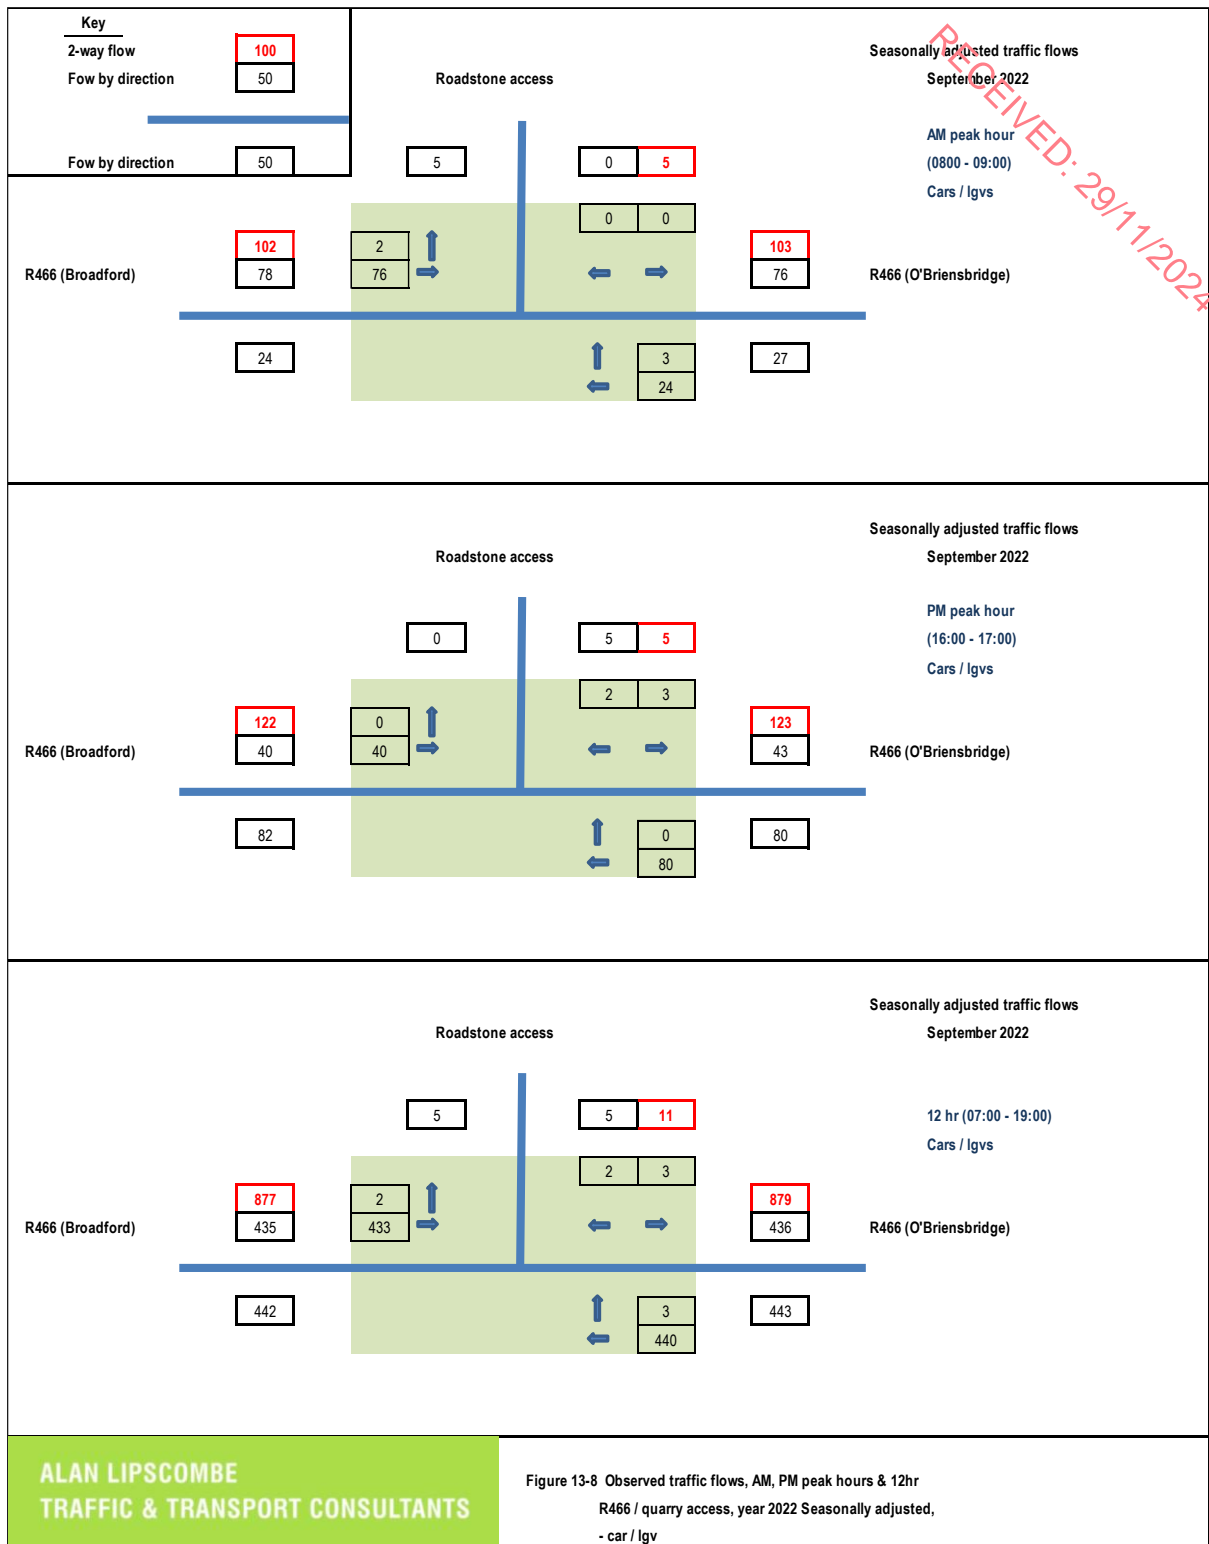 Key
2-way flow 100
Fow by direction 50
Fow by direction 50
Roadstone access
Seasonally adjusted traffic flows
September 2022
RECEIVED: 29/11/2024
AM peak hour
(0800 - 09:00)
Cars / lgvs
5 0 5
0 0
102 2 103
R466 (Broadford) 78 76 76 R466 (O'Briensbridge)
24 3 27
24
Seasonally adjusted traffic flows
Roadstone access September 2022
PM peak hour
0 5 5 (16:00 - 17:00)
Cars / lgvs
2 3
122 0 123
R466 (Broadford) 40 40 43 R466 (O'Briensbridge)
82 0 80
80
Seasonally adjusted traffic flows
Roadstone access September 2022
5 5 11 12 hr (07:00 - 19:00)
Cars / lgvs
2 3
877 2 879
R466 (Broadford) 435 433 436 R466 (O'Briensbridge)
442 3 443
440
ALAN LIPSCOMBE
TRAFFIC & TRANSPORT CONSULTANTS
Figure 13-8 Observed traffic flows, AM, PM peak hours & 12hr
R466 / quarry access, year 2022 Seasonally adjusted,
- car / lgv